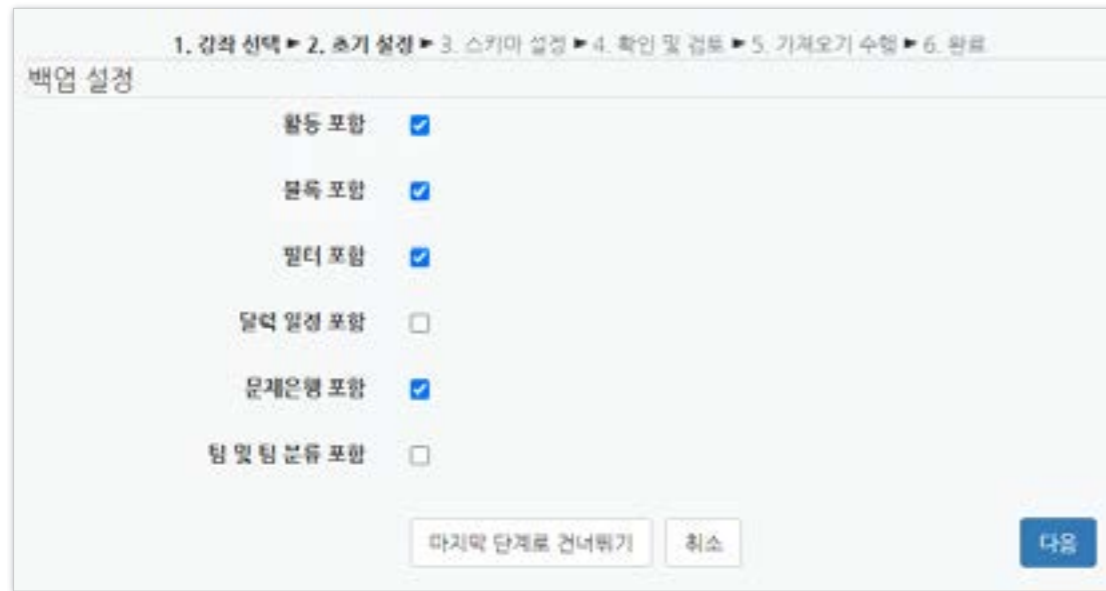 1. 강좌 선택 ► 2. 초기 설정 ► 3. 스키마 설정 ► 4. 확인 및 검토 ► 5. 가져오기 수행 ► 6. 완료
백업 설정
활동 포함
블록 포함
필터 포함
달력 일정 포함
문제은행 포함
팀 및 팀 분류 포함
마지막 단계로 건너뛰기 취소 다음